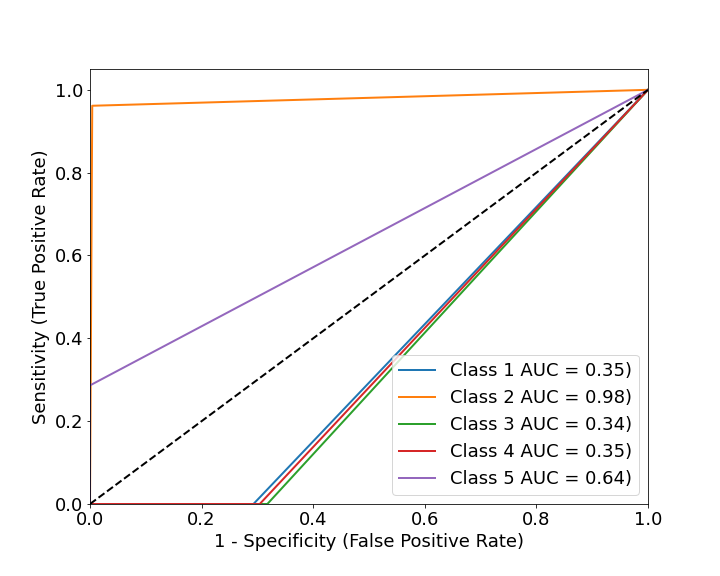 1.0
0.8
0.6
0.4
0.2
0.0
Sensitivity (True Positive Rate)
Class 1 AUC = 0.35)
Class 2 AUC = 0.98)
Class 3 AUC = 0.34)
Class 4 AUC = 0.35)
Class 5 AUC = 0.64)
0.0 0.2 0.4 0.6 0.8 1.0
1 - Specificity (False Positive Rate)